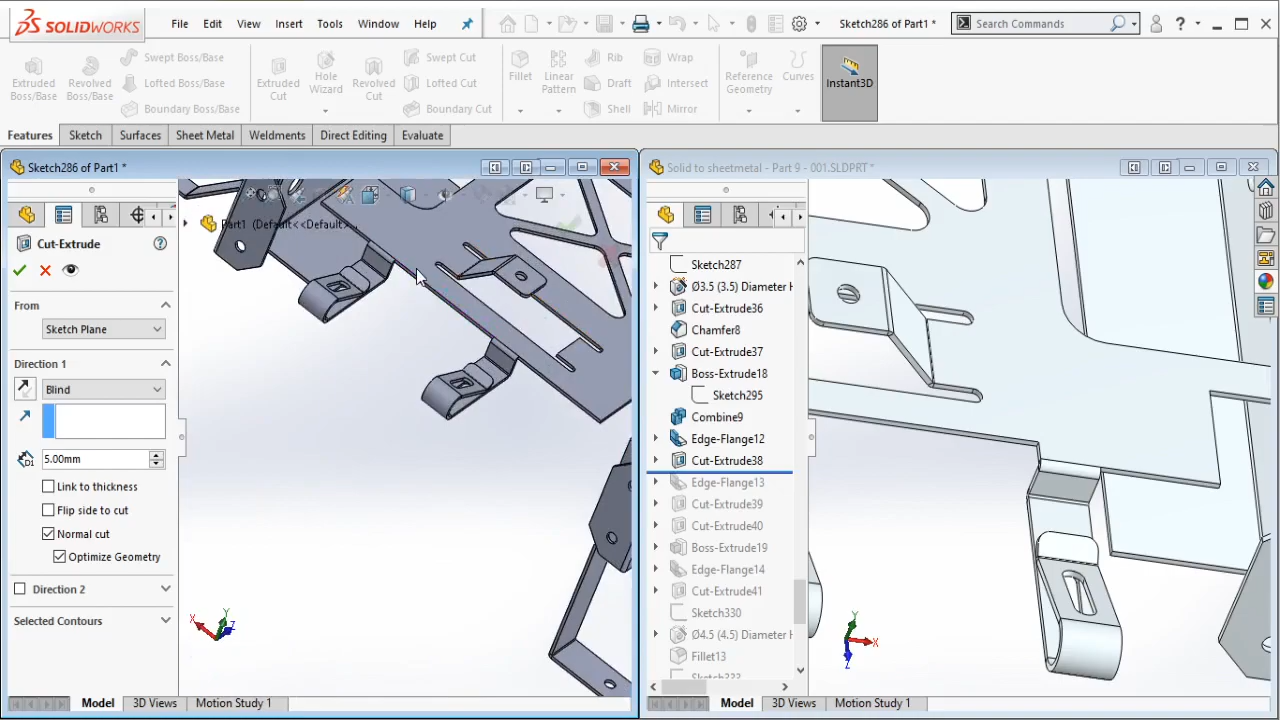 SOLIDWORKS File Edit View Insert Tools Window Help Sketch286 of Part1 * Search Commands
Extruded Boss/Base Revolved Boss/Base Swept Boss/Base Lofted Boss/Base Boundary Boss/Base Extruded Cut Hole Wizard Revolved Cut Swept Cut Lofted Cut Boundary Cut Fillet Linear Pattern Rib Draft Shell Wrap Intersect Mirror Reference Geometry Curves Instant3D
Features Sketch Surfaces Sheet Metal Weldments Direct Editing Evaluate
Sketch286 of Part1 *
Part1 (Default<<Default>
Cut-Extrude
From
Sketch Plane
Direction 1
Blind
D1 5.00mm
Link to thickness
Flip side to cut
Normal cut
Optimize Geometry
Direction 2
Selected Contours
X Y Z
Model 3D Views Motion Study 1
Solid to sheetmetal - Part 9 - 001.SLDPRT *
Sketch287
Ø3.5 (3.5) Diameter H
Cut-Extrude36
Chamfer8
Cut-Extrude37
Boss-Extrude18
Sketch295
Combine9
Edge-Flange12
Cut-Extrude38
Edge-Flange13
Cut-Extrude39
Cut-Extrude40
Boss-Extrude19
Edge-Flange14
Cut-Extrude41
Sketch330
Ø4.5 (4.5) Diameter H
Fillet13
Y X Z
Model 3D Views Motion Study 1